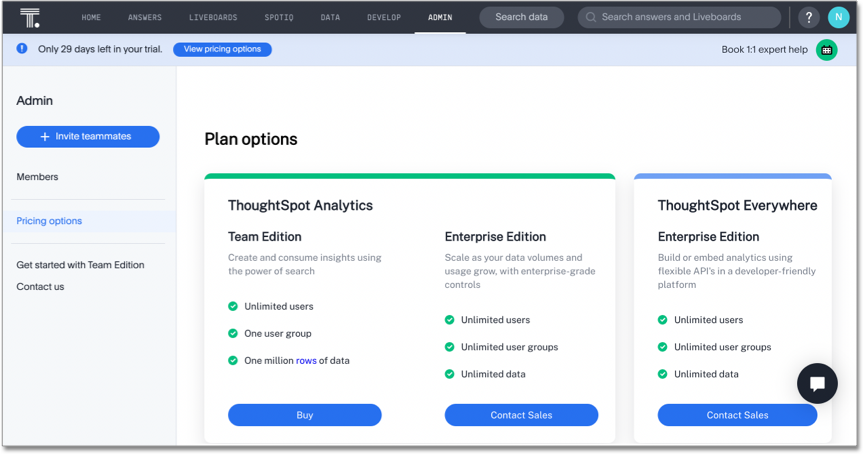 HOME ANSWERS LIVEBOARDS SPOTIQ DATA DEVELOP ADMIN Search data Search answers and Liveboards ? N
Only 29 days left in your trial. View pricing options Book 1:1 expert help
Admin
+ Invite teammates
Members
Pricing options
Get started with Team Edition
Contact us
Plan options
ThoughtSpot Analytics
Team Edition
Create and consume insights using
the power of search
Unlimited users
One user group
One million rows of data
Buy
Enterprise Edition
Scale as your data volumes and
usage grow, with enterprise-grade
controls
Unlimited users
Unlimited user groups
Unlimited data
Contact Sales
ThoughtSpot Everywhere
Enterprise Edition
Build or embed analytics using
flexible API's in a developer-friendly
platform
Unlimited users
Unlimited user groups
Unlimited data
Contact Sales